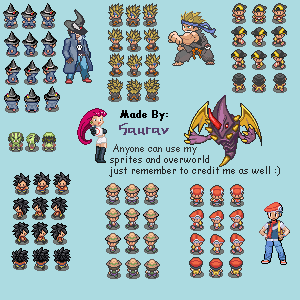 Made By:
Saurav
Anyone can use my
sprites and overworld
just remember to credit me as well :)